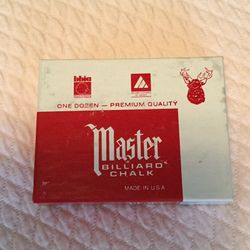 bbia
ONE DOZEN — PREMIUM QUALITY
Master
BILLIARD
CHALK
MADE IN U.S.A.